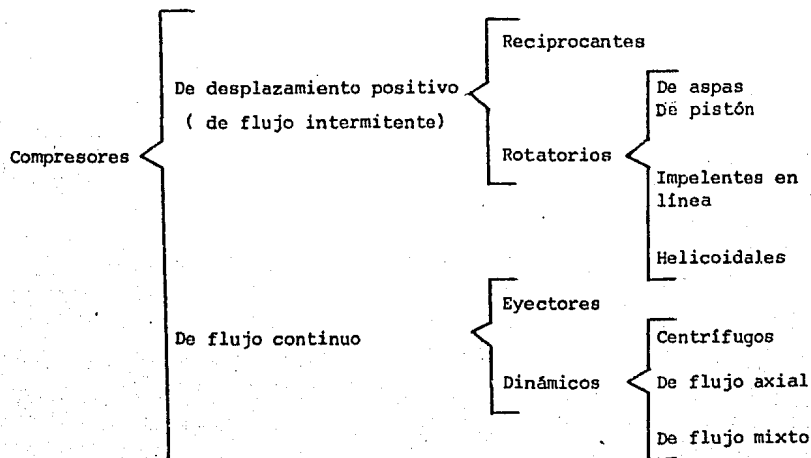 Reciprocantes
De desplazamiento positivo
( de flujo intermitente)
De aspas
De pistón
Compresores
Rotatorios
Impelentes en
línea
Helicoidales
Eyectores
De flujo continuo
Centrífugos
Dinámicos
De flujo axial
De flujo mixto